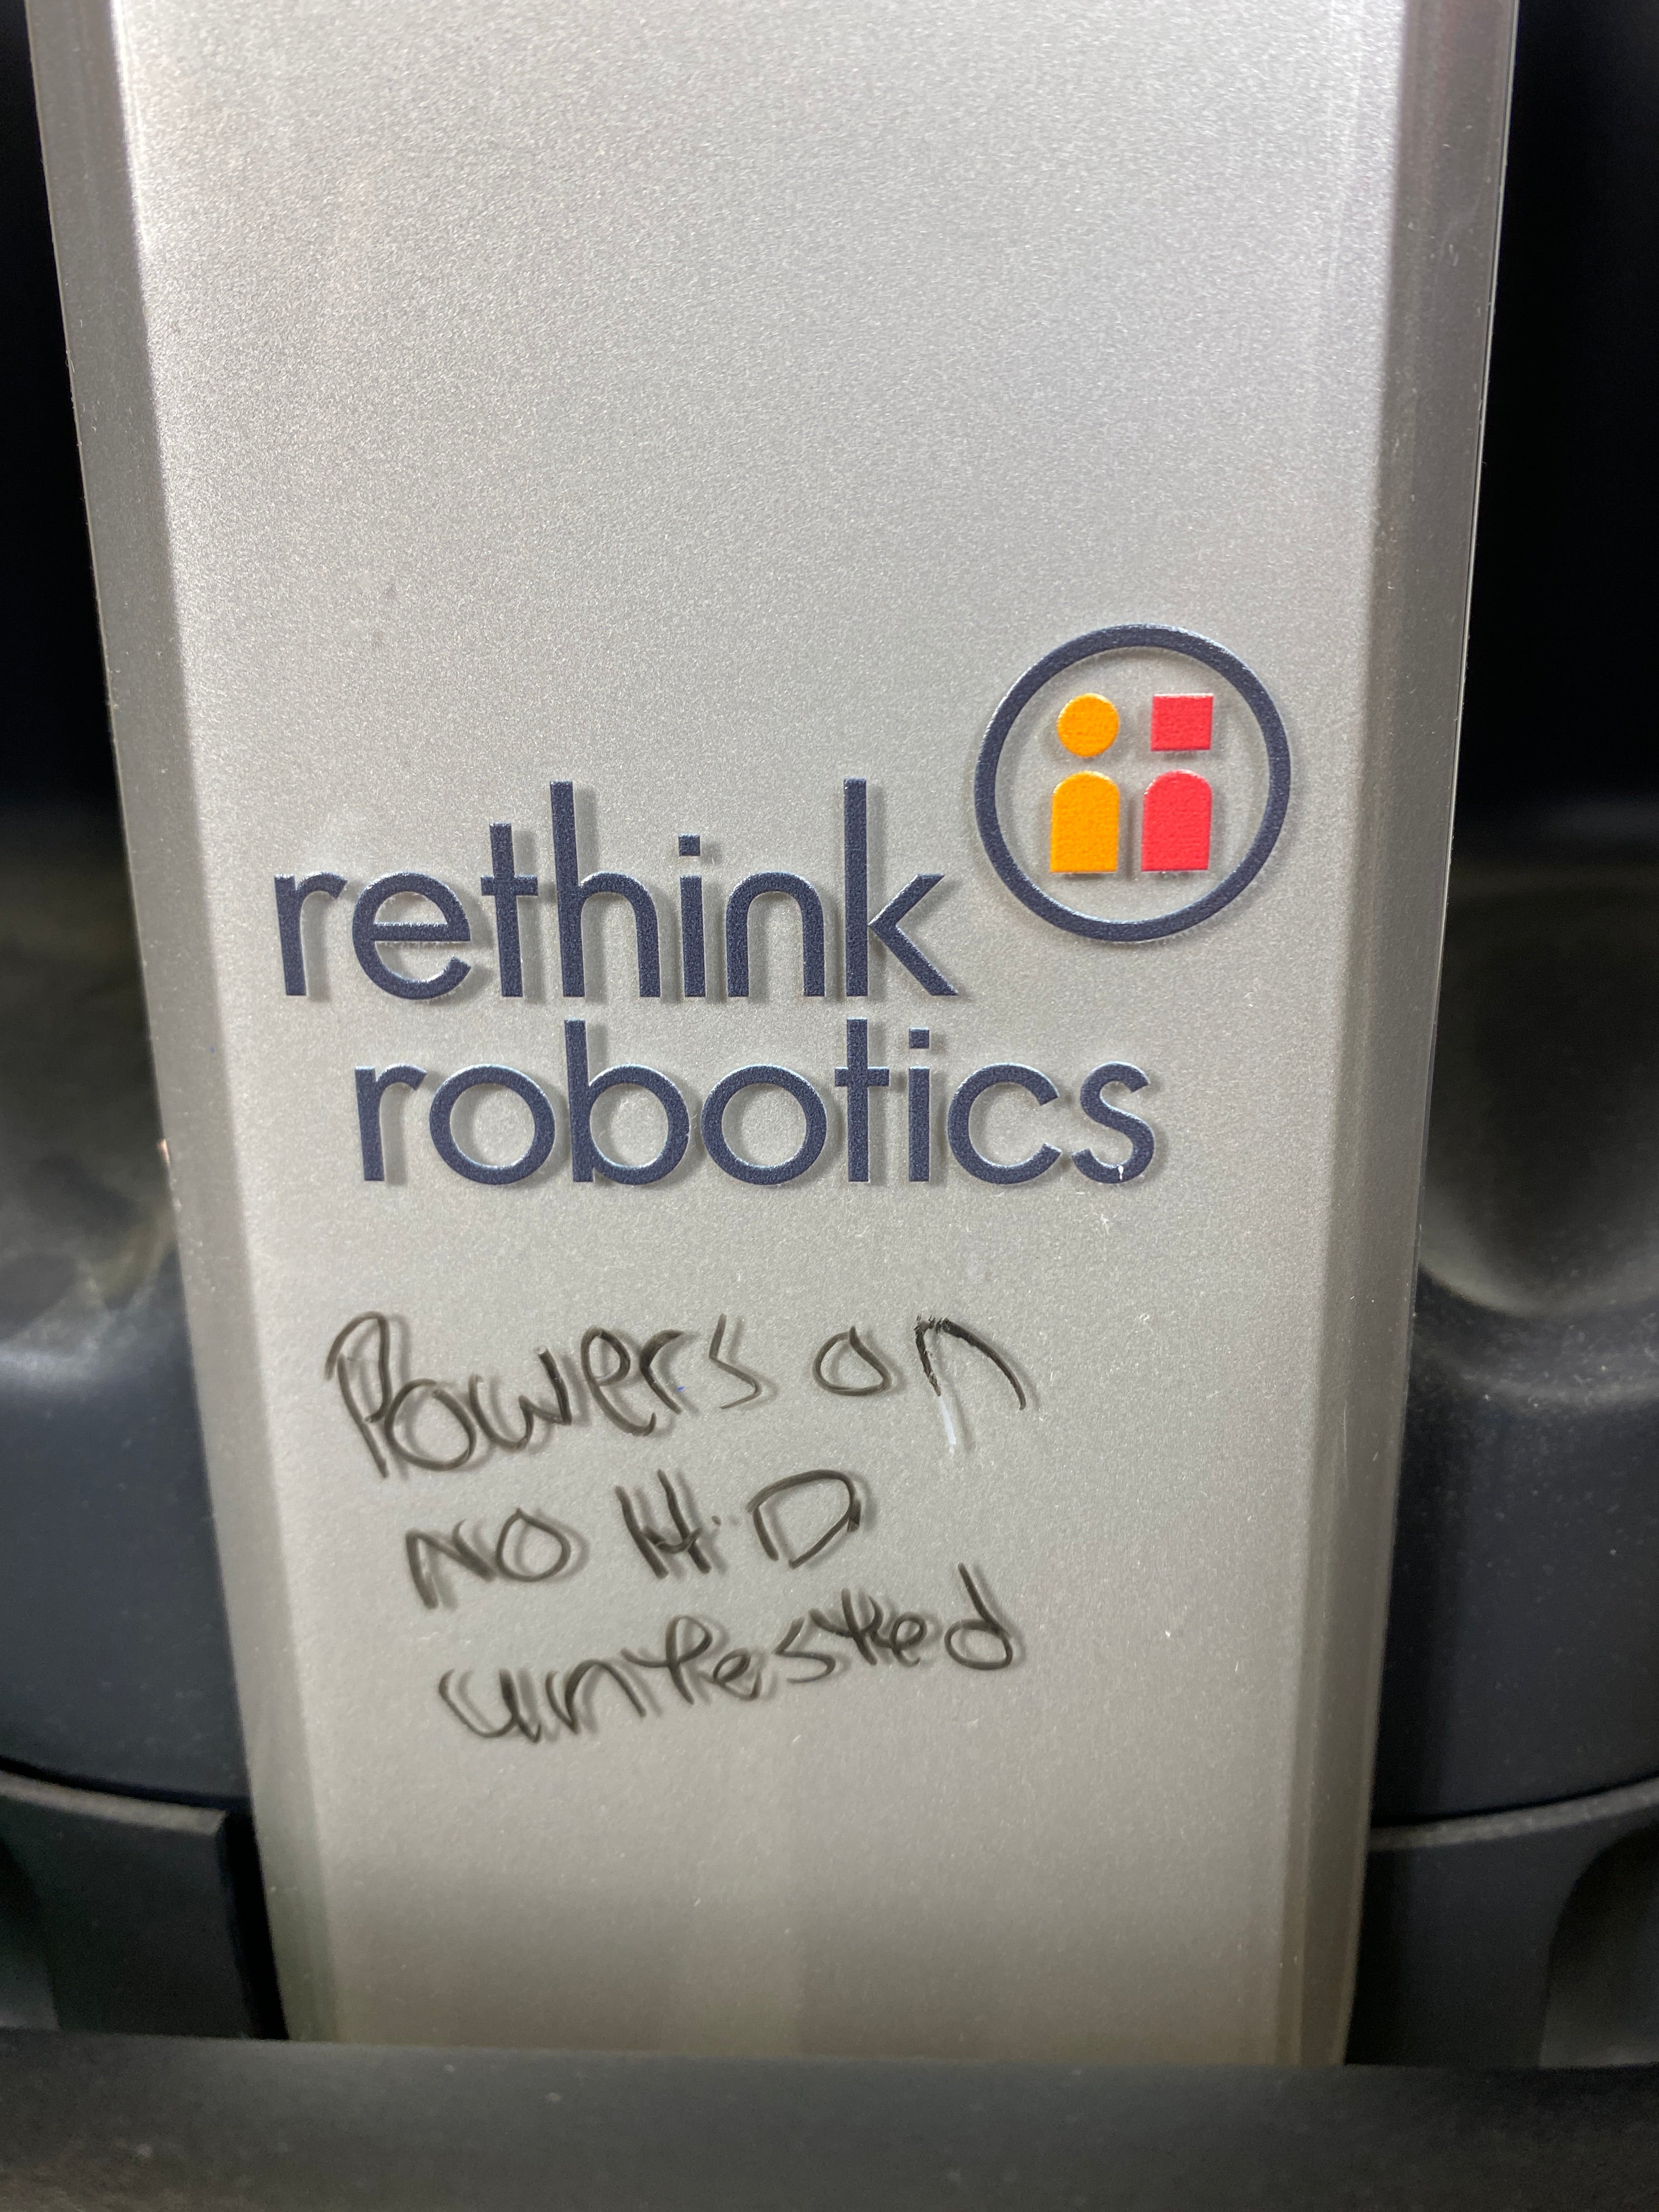 rethink
robotics
Powers on
NO H.D
untested